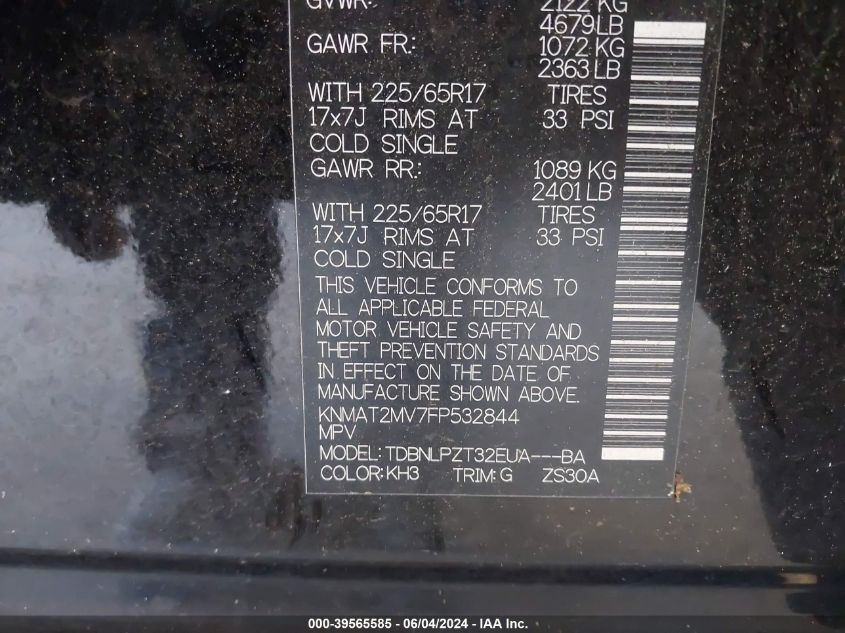 GVWR: 2122 KG
4679 LB
GAWR FR: 1072 KG
2363 LB
WITH 225/65R17 TIRES
17x7J RIMS AT 33 PSI
COLD SINGLE
GAWR RR: 1089 KG
2401 LB
WITH 225/65R17 TIRES
17x7J RIMS AT 33 PSI
COLD SINGLE
THIS VEHICLE CONFORMS TO
ALL APPLICABLE FEDERAL
MOTOR VEHICLE SAFETY AND
THEFT PREVENTION STANDARDS
IN EFFECT ON THE DATE OF
MANUFACTURE SHOWN ABOVE.
KNMAT2MV7FP532844
MPV
MODEL: TDBNLPZT32EUA---BA
COLOR: KH3 TRIM: G ZS30A
000-39565585 - 06/04/2024 - IAA Inc.